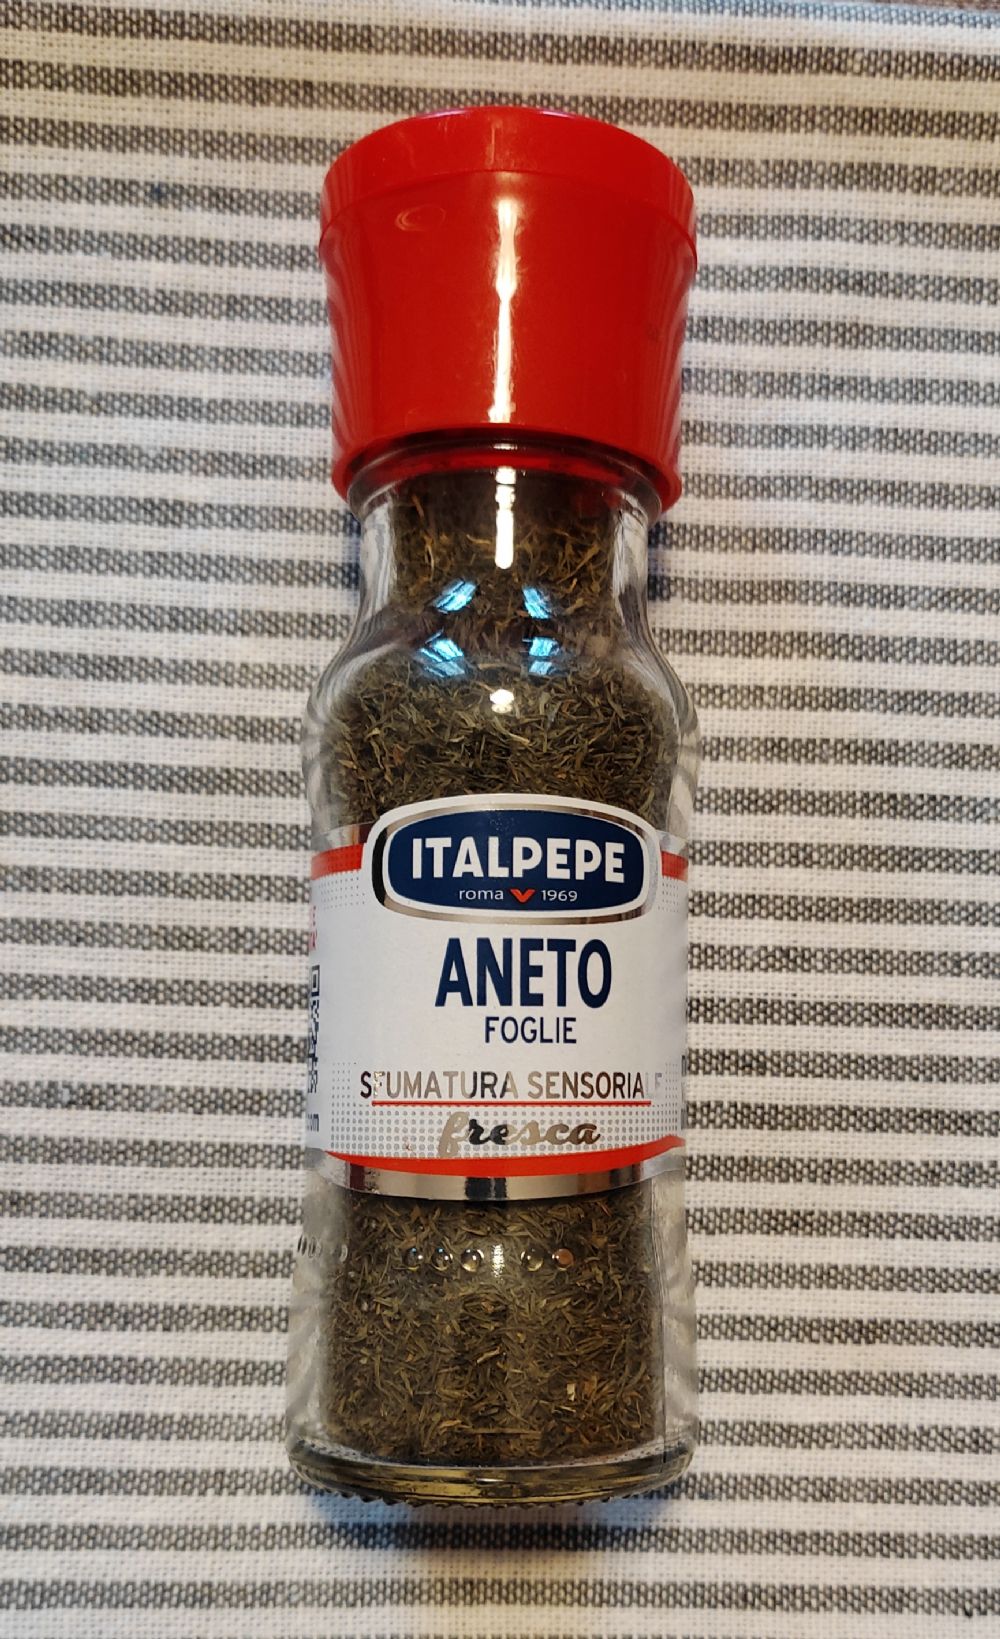 ITALPEPE
roma 1969
ANETO
FOGLIE
SFUMATURA SENSORIALE
fresca